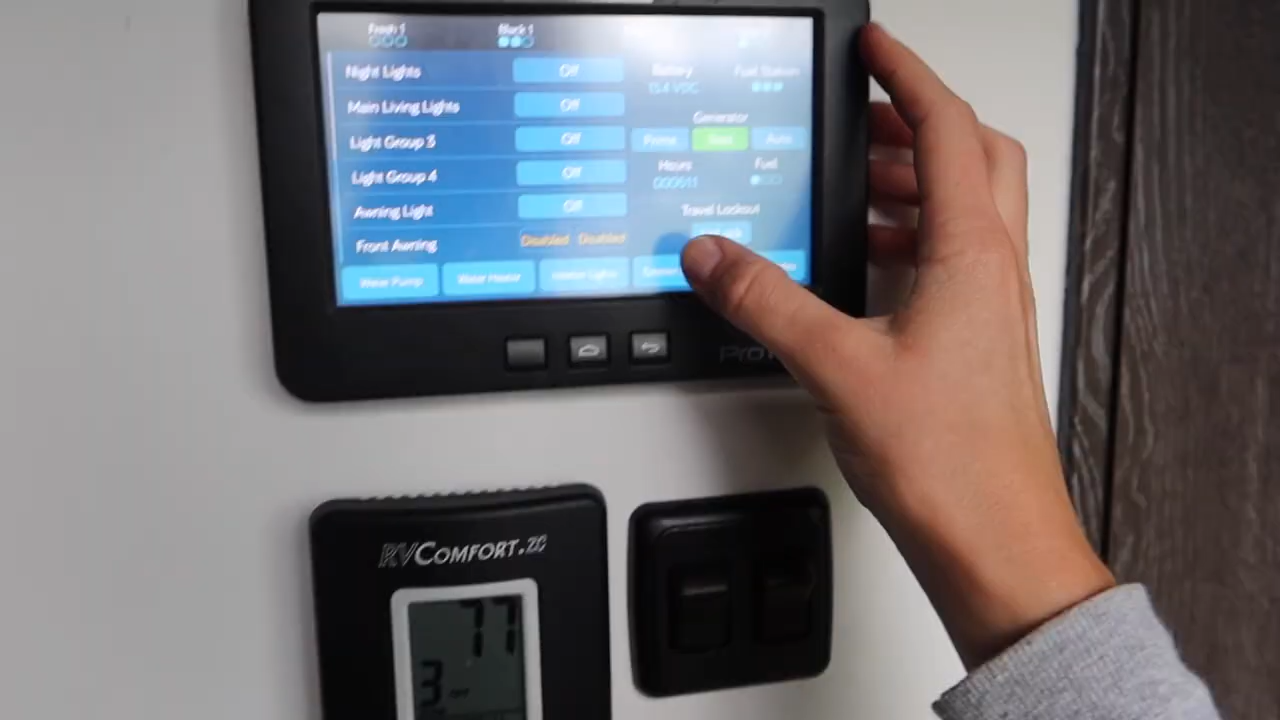 Fresh 1
Black 1
Night Lights Off
Main Living Lights Off
Light Group 3 Off
Light Group 4 Off
Awning Light Off
Front Awning Disabled Disabled
Battery Fuel Station
13.4 VDC
Generator
Prime Start Auto
Hours Fuel
000511
Travel Lockout
Water Pump Water Heater
RVCOMFORT.ZC
77
3 OFF